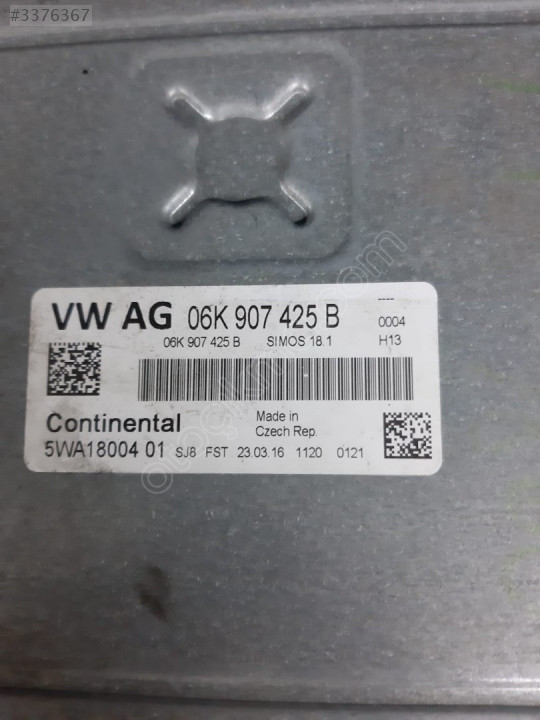 #3376367
VW AG 06K 907 425 B
----
0004
06K 907 425 B SIMOS 18.1 H13
Continental
Made in
Czech Rep.
5WA18004 01 SJ8 FST 23.03.16 1120 0121